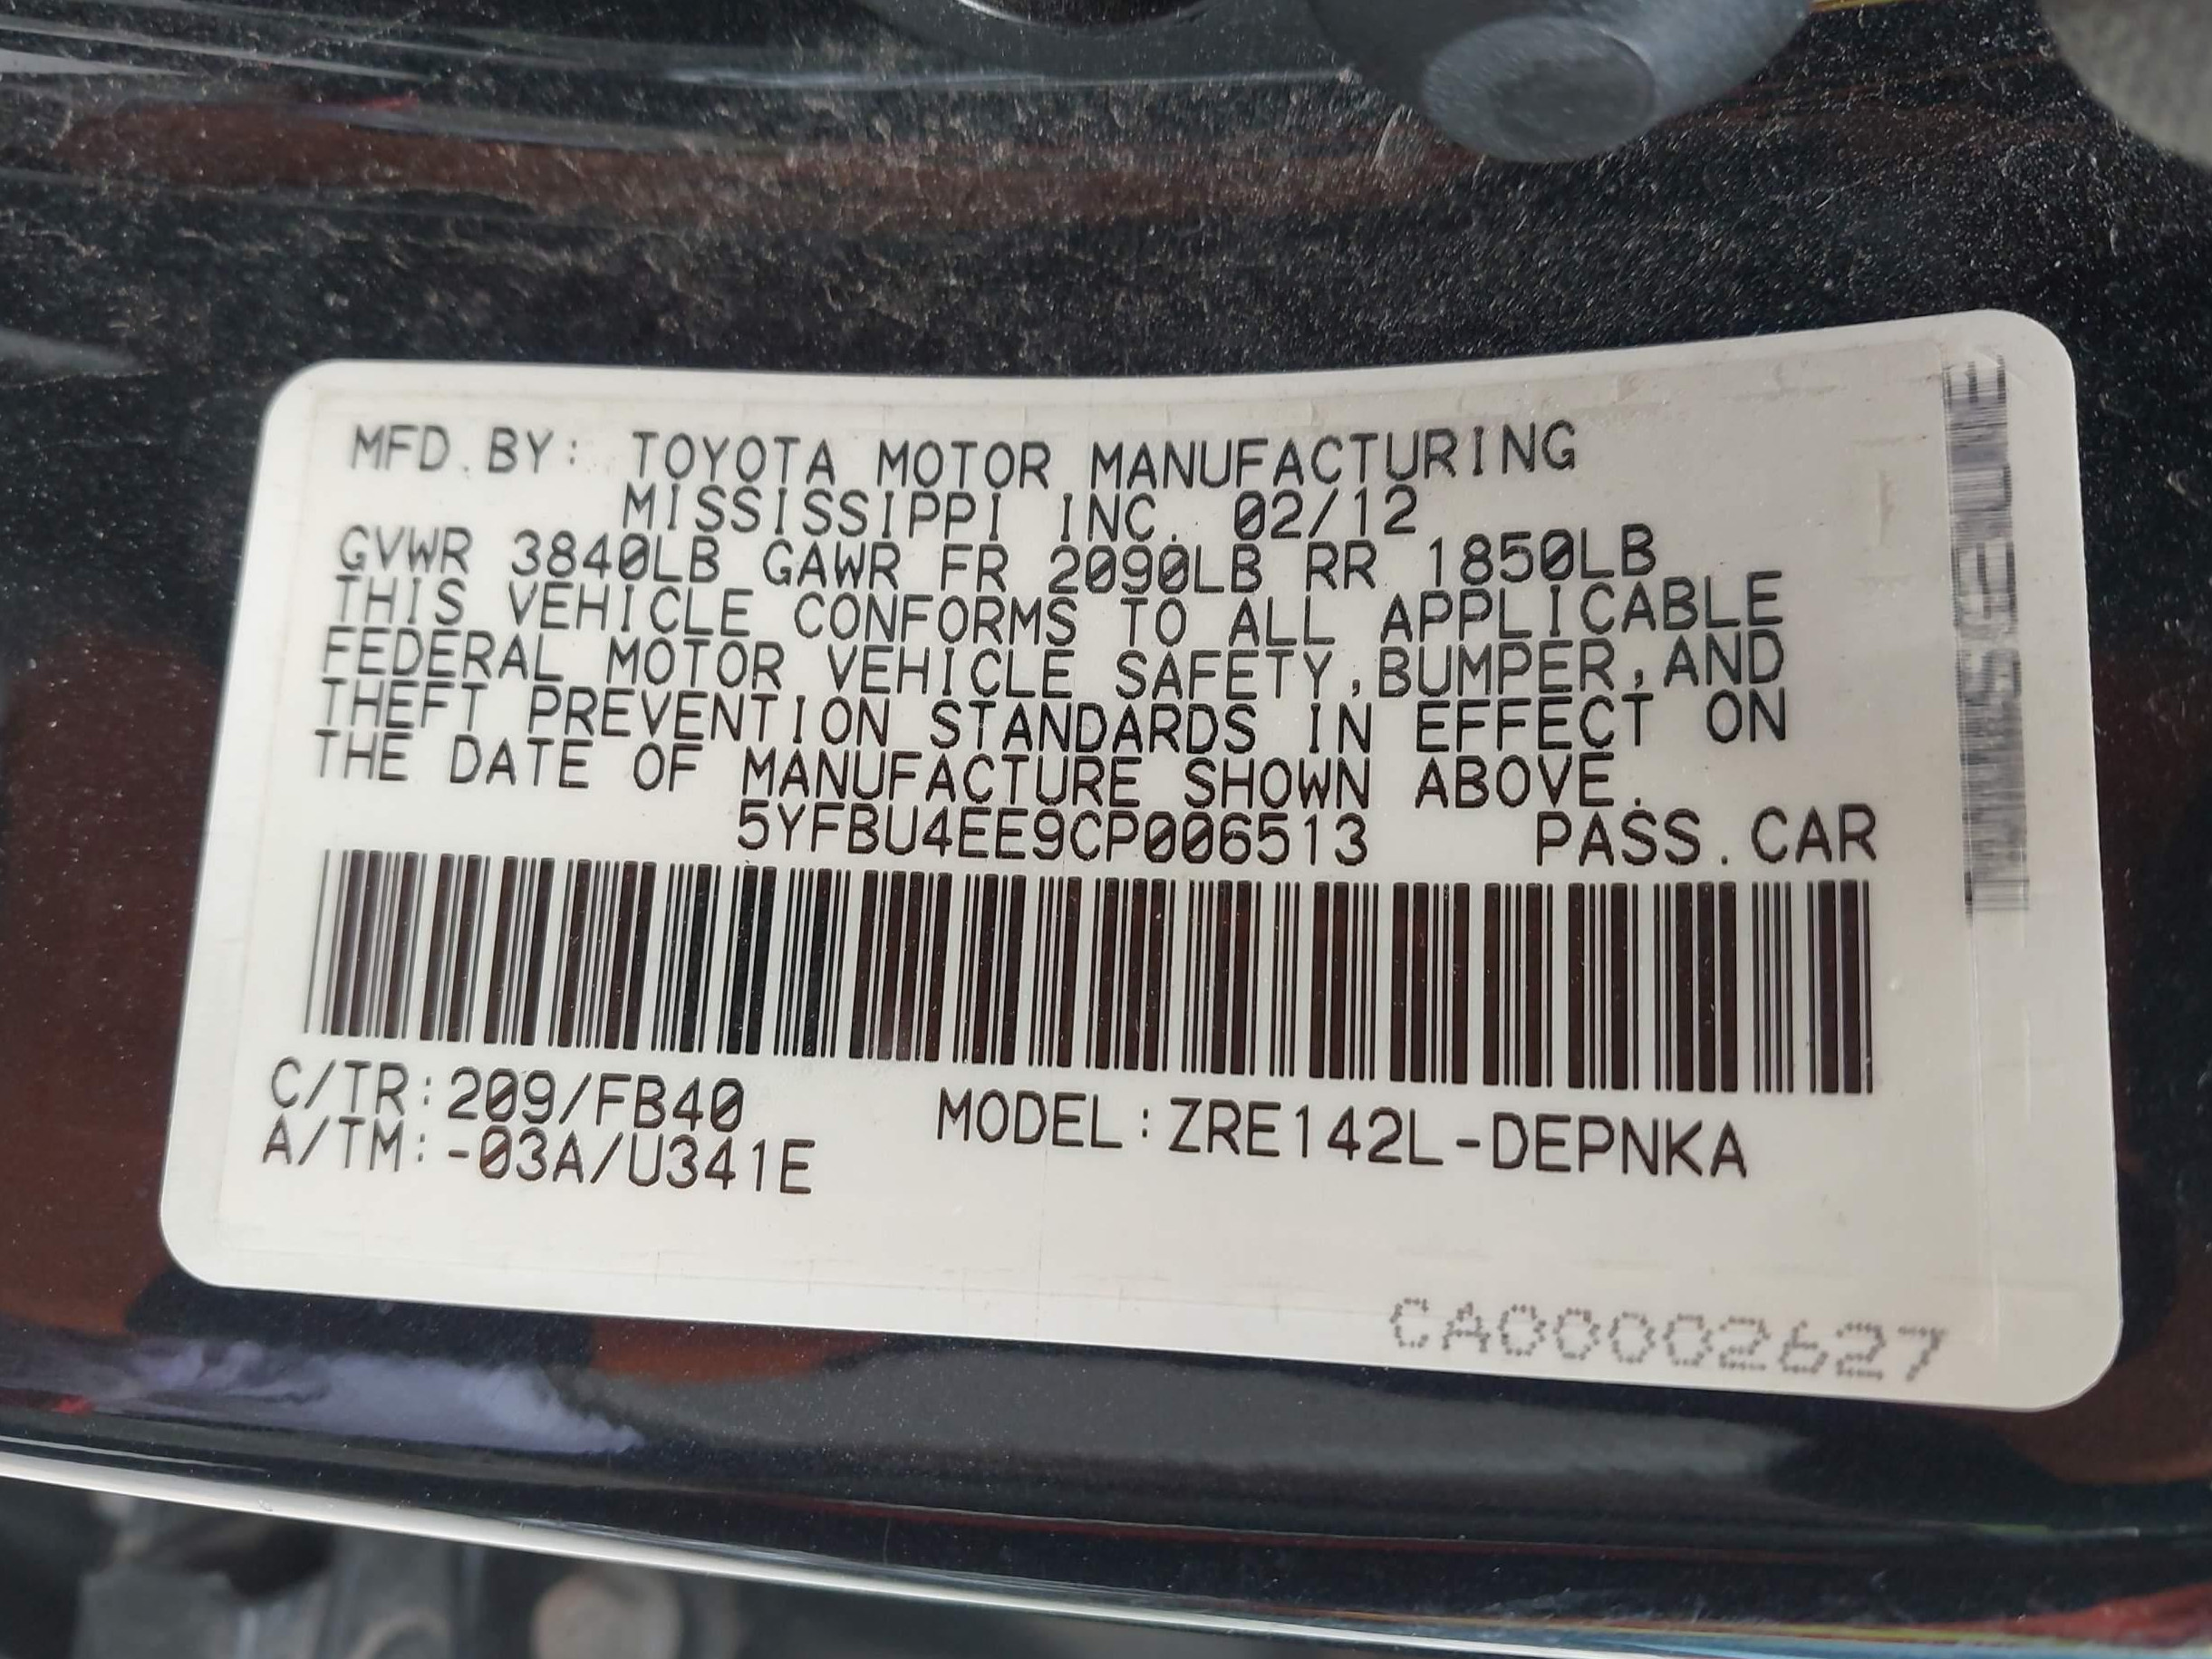 MFD.BY: TOYOTA MOTOR MANUFACTURING
MISSISSIPPI INC. 02/12
GVWR 3840LB GAWR FR 2090LB RR 1850LB
THIS VEHICLE CONFORMS TO ALL APPLICABLE
FEDERAL MOTOR VEHICLE SAFETY,BUMPER,AND
THEFT PREVENTION STANDARDS IN EFFECT ON
THE DATE OF MANUFACTURE SHOWN ABOVE.
5YFBU4EE9CP006513 PASS.CAR
C/TR:209/FB40 MODEL:ZRE142L-DEPNKA
A/TM:-03A/U341E
CA00002627